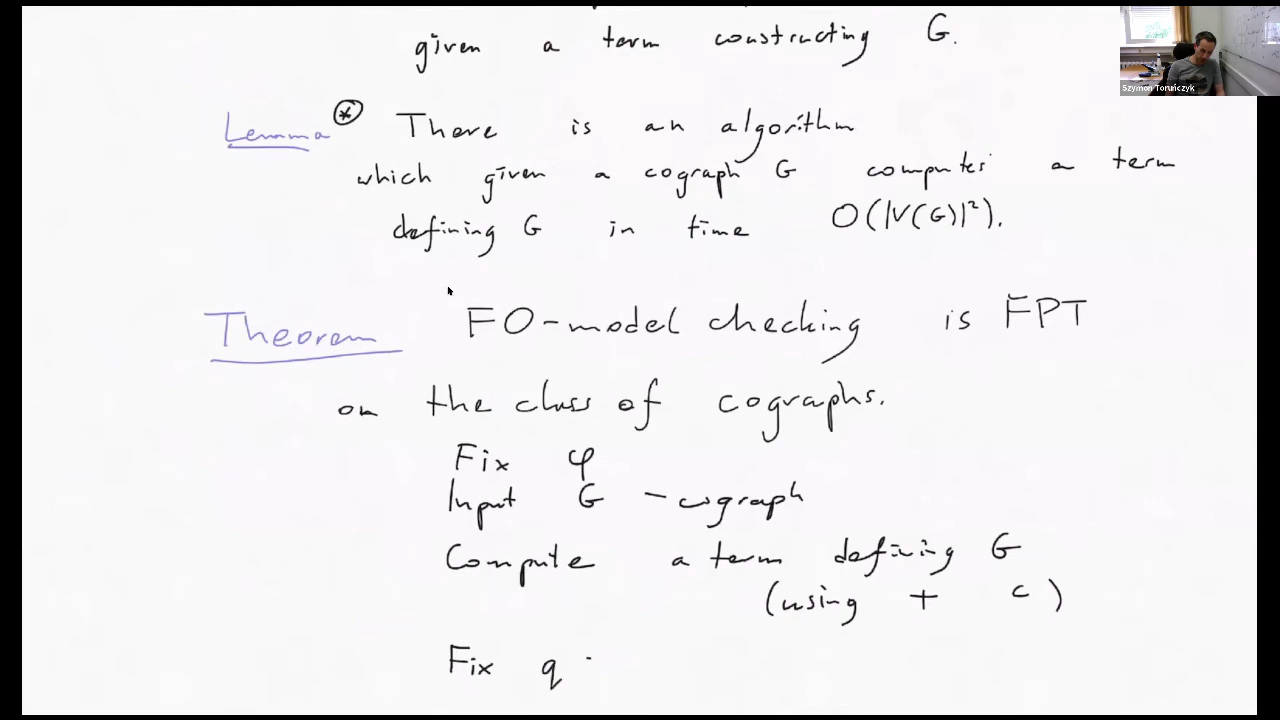 given a term constructing G.
Szymon Toruńczyk
Lemma * There is an algorithm
which given a cograph G computes a term
defining G in time O(|V(G)|²).
Theorem FO-model checking is FPT
on the class of cographs.
Fix φ
Input G - cograph
Compute a term defining G
(using + c)
Fix q